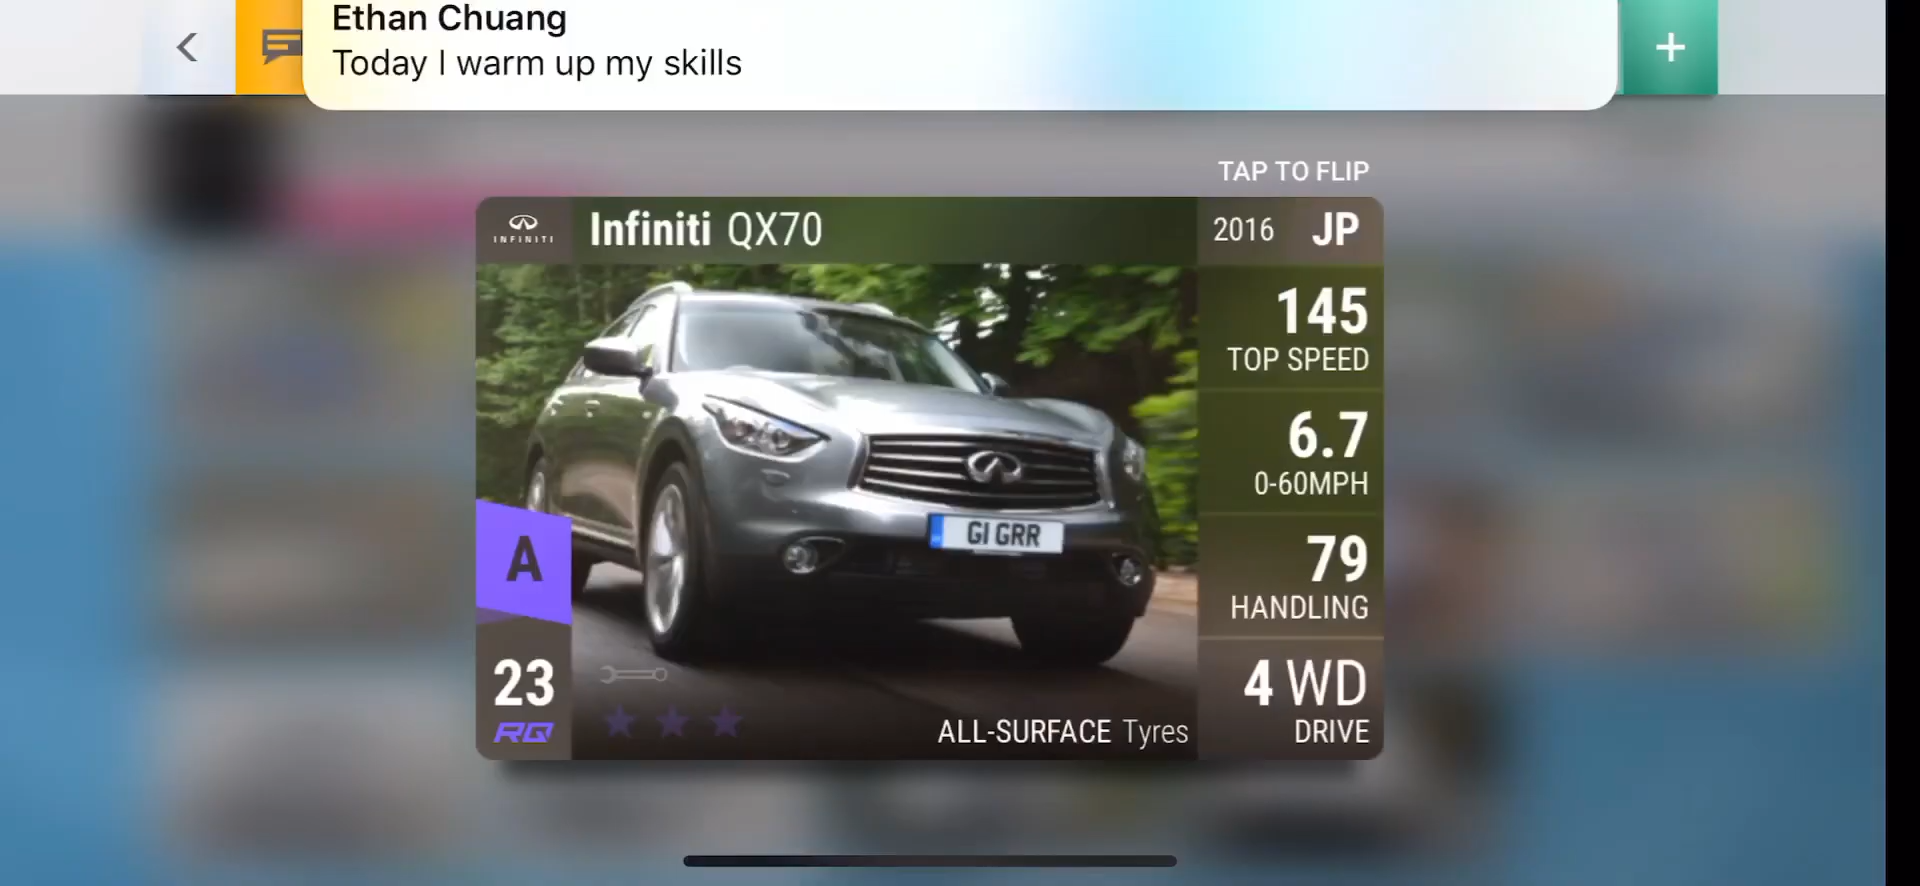 Ethan Chuang
Today I warm up my skills
TAP TO FLIP
INFINITI
Infiniti QX70
2016 JP
145
TOP SPEED
6.7
0-60MPH
79
HANDLING
4 WD
DRIVE
A
23
RQ
GI GRR
ALL-SURFACE Tyres